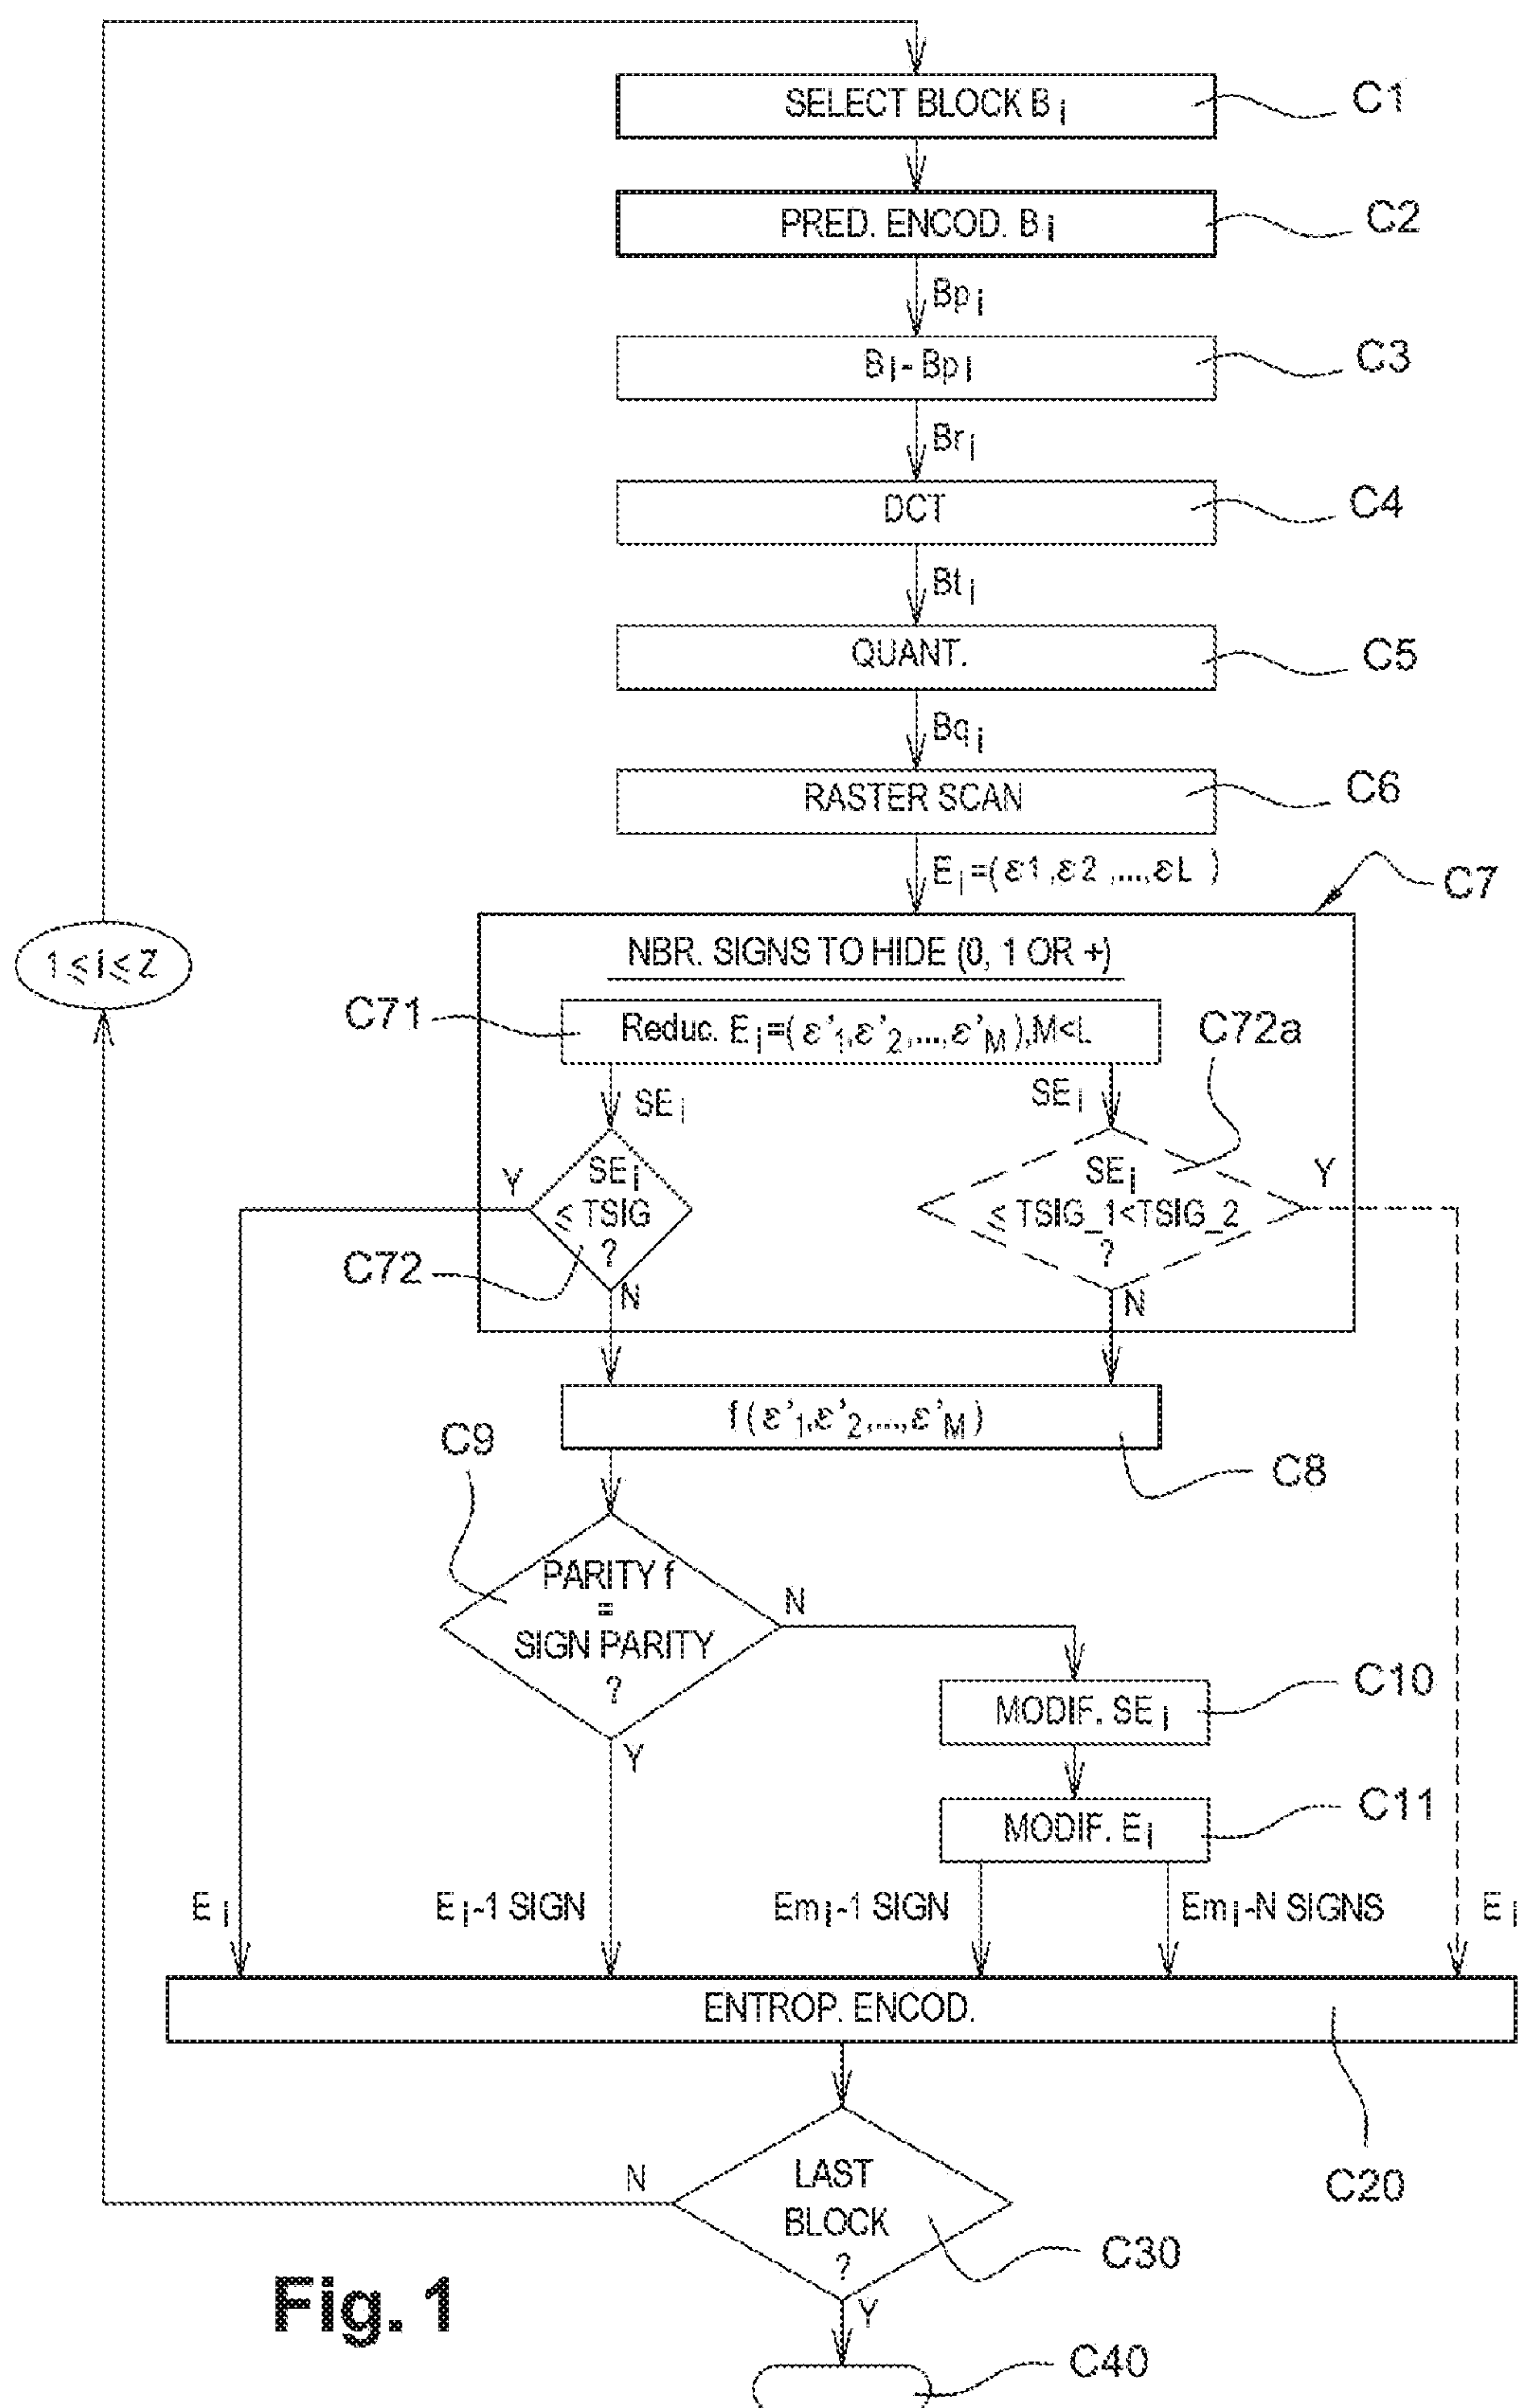 SELECT BLOCK Bi
C1
PRED. ENCOD. Bi
C2
Bpi
Bi-Bpi
C3
Bri
DCT
C4
Bti
QUANT.
C5
Bqi
RASTER SCAN
C6
Ei=(ε1,ε2,...,εL)
C7
1≤i≤Z
NBR. SIGNS TO HIDE (0, 1 OR +)
C71
Reduc. Ei=(ε'1,ε'2,...,ε'M),M<L
C72a
SEi
SEi
Y
SEi
≤ TSIG
?
SEi
≤ TSIG_1<TSIG_2
?
Y
C72
N
N
f(ε'1,ε'2,...,ε'M)
C8
C9
PARITY f
=
SIGN PARITY
?
N
Y
MODIF. SEi
C10
MODIF. Ei
C11
Ei
Ei-1 SIGN
Emi-1 SIGN
Emi-N SIGNS
Ei
ENTROP. ENCOD.
C20
N
LAST
BLOCK
?
C30
Y
Fig. 1
C40